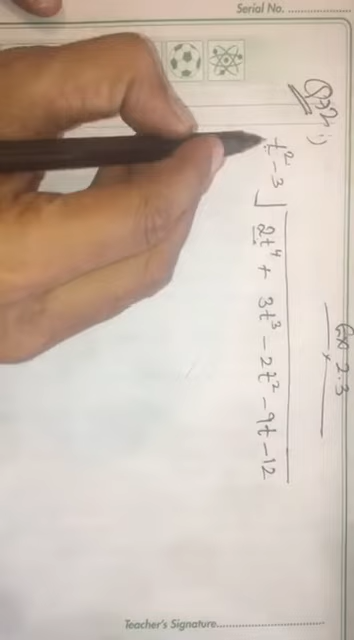 Serial No. ..................
Ex 2.3
Q2 i)
t² - 3 √ 2t⁴ + 3t³ - 2t² - 9t - 12
Teacher's Signature..............................